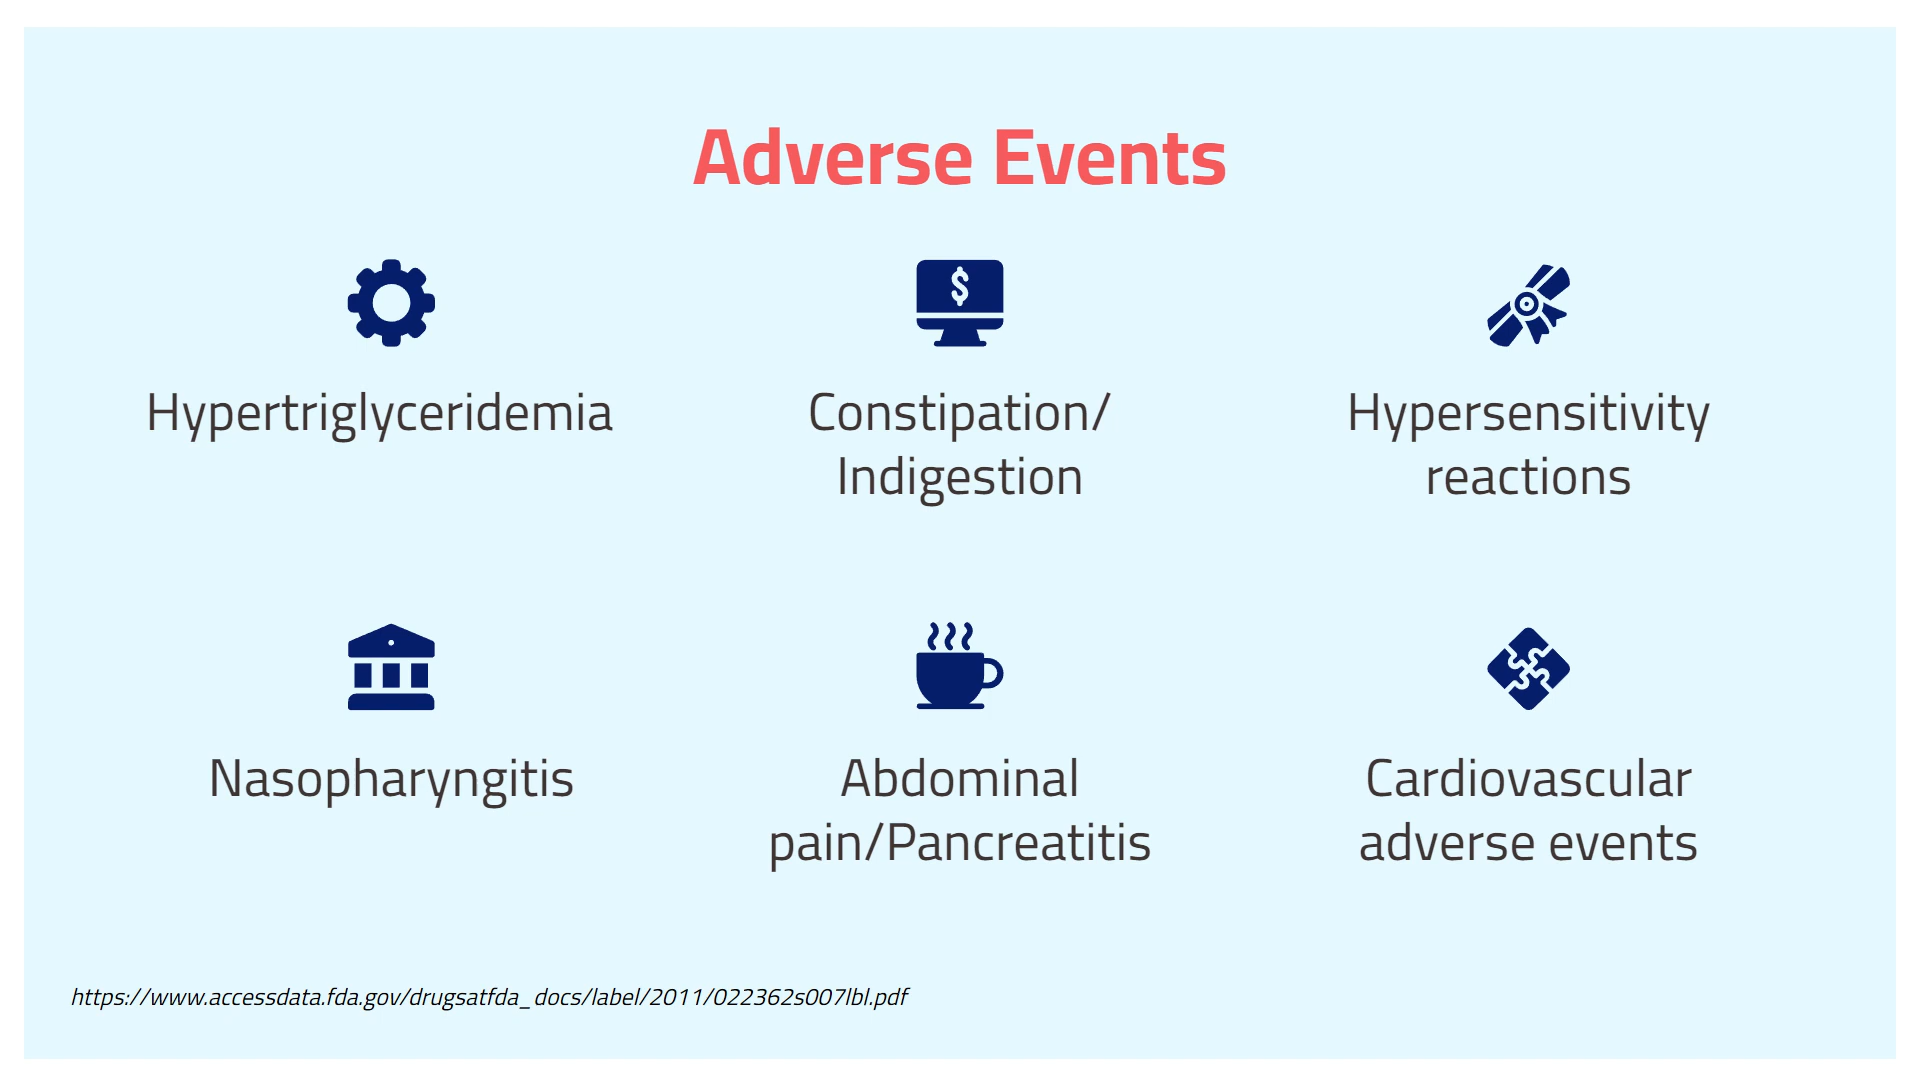 Adverse Events
Hypertriglyceridemia
Constipation/
Indigestion
Hypersensitivity
reactions
Nasopharyngitis
Abdominal
pain/Pancreatitis
Cardiovascular
adverse events
https://www.accessdata.fda.gov/drugsatfda_docs/label/2011/022362s007lbl.pdf